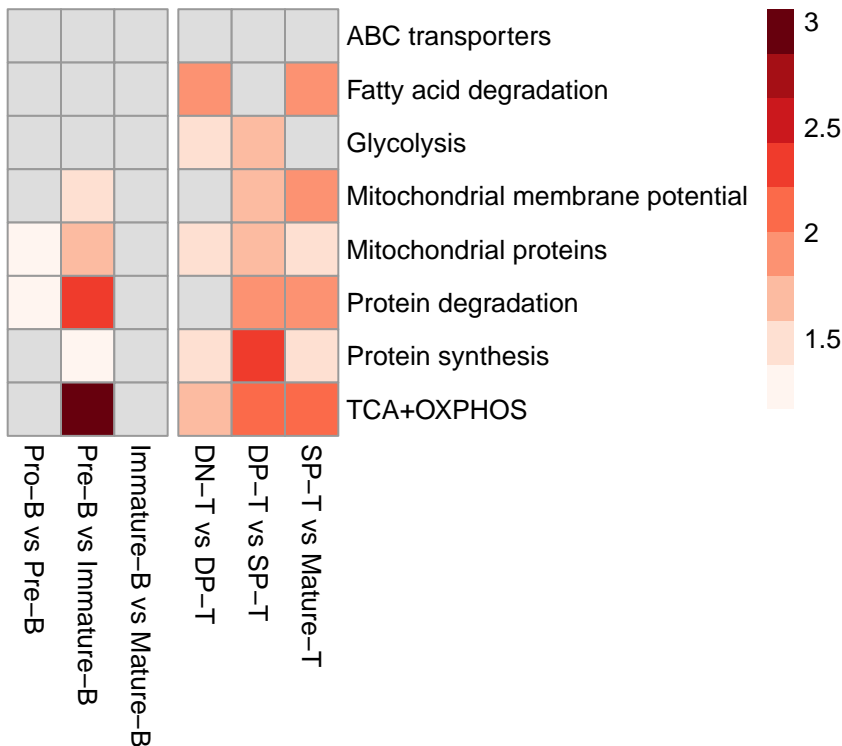 ABC transporters
Fatty acid degradation
Glycolysis
Mitochondrial membrane potential
Mitochondrial proteins
Protein degradation
Protein synthesis
TCA+OXPHOS
3
2.5
2
1.5
Pro−B vs Pre−B
Pre−B vs Immature−B
Immature−B vs Mature−B
DN−T vs DP−T
DP−T vs SP−T
SP−T vs Mature−T